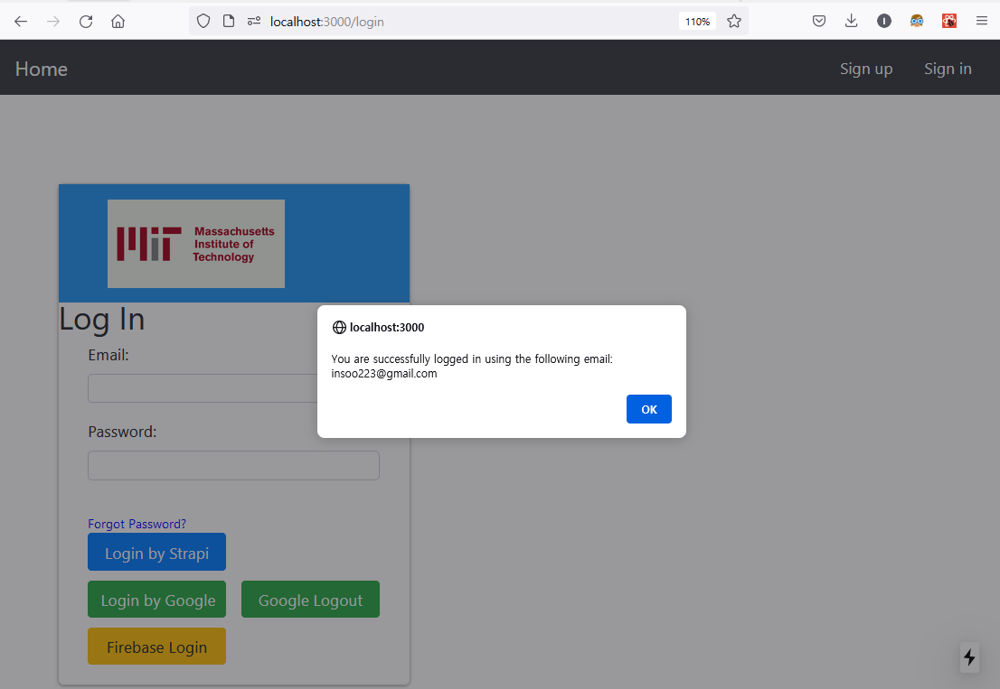 localhost:3000/login
110%
Home
Sign up
Sign in
MIT
Massachusetts
Institute of
Technology
Log In
Email:
localhost:3000
You are successfully logged in using the following email:
insoo223@gmail.com
OK
Password:
Forgot Password?
Login by Strapi
Login by Google
Google Logout
Firebase Login